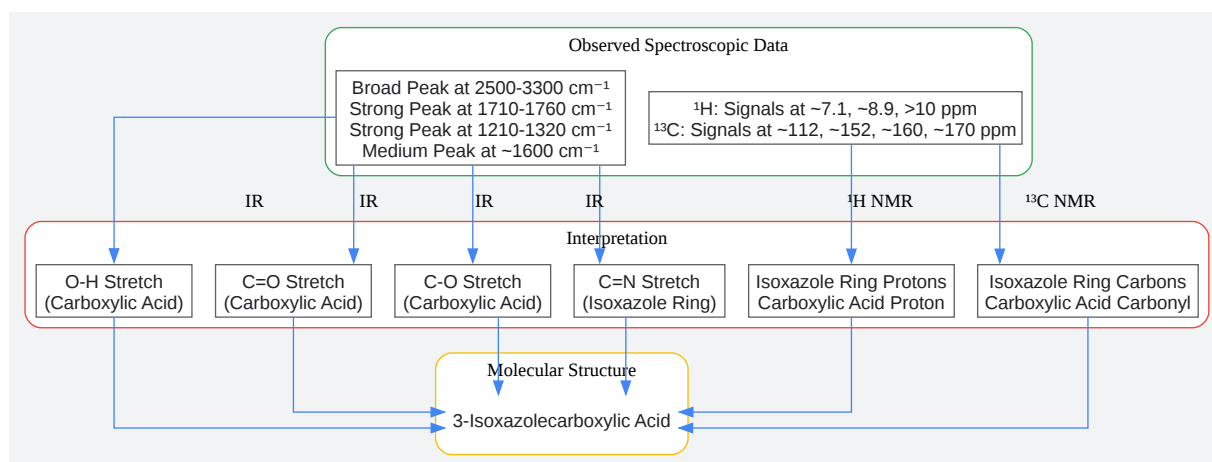 Observed Spectroscopic Data
Broad Peak at 2500-3300 cm⁻¹
Strong Peak at 1710-1760 cm⁻¹
Strong Peak at 1210-1320 cm⁻¹
Medium Peak at ~1600 cm⁻¹
¹H: Signals at ~7.1, ~8.9, >10 ppm
¹³C: Signals at ~112, ~152, ~160, ~170 ppm
IR
IR
IR
IR
¹H NMR
¹³C NMR
Interpretation
O-H Stretch
(Carboxylic Acid)
C=O Stretch
(Carboxylic Acid)
C-O Stretch
(Carboxylic Acid)
C=N Stretch
(Isoxazole Ring)
Isoxazole Ring Protons
Carboxylic Acid Proton
Isoxazole Ring Carbons
Carboxylic Acid Carbonyl
Molecular Structure
3-Isoxazolecarboxylic Acid